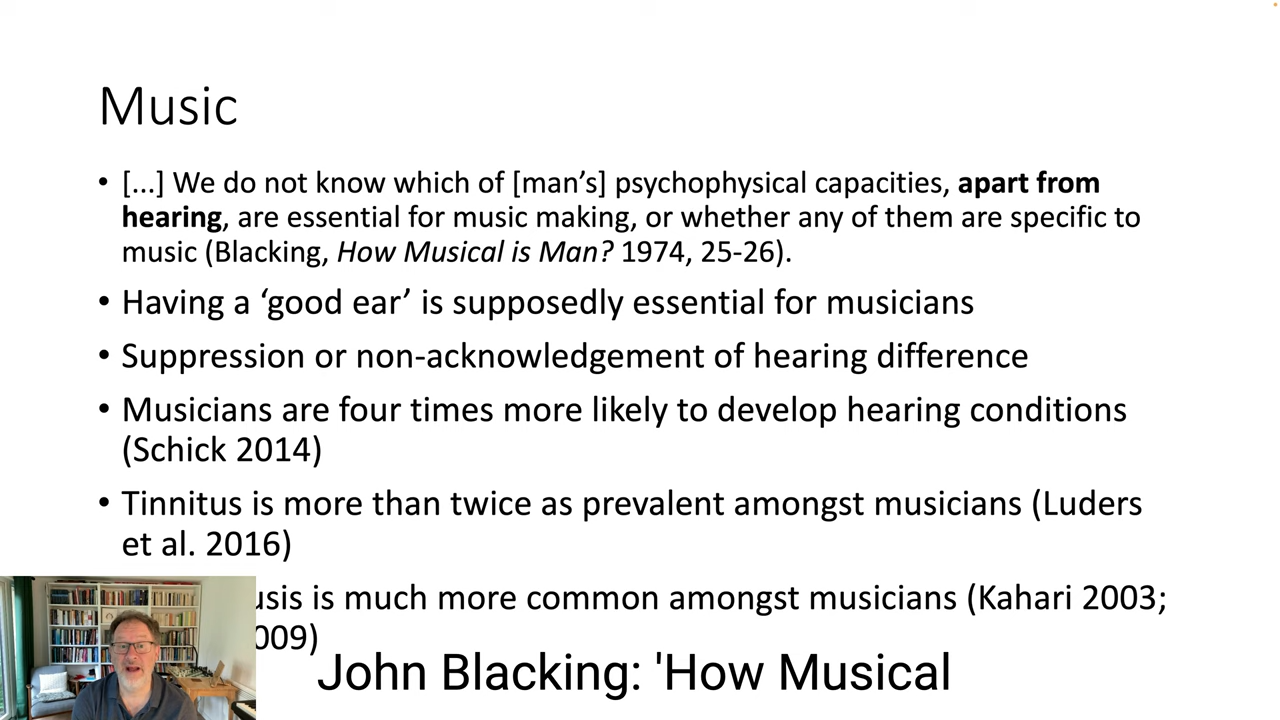 Music
• [...] We do not know which of [man's] psychophysical capacities, apart from
hearing, are essential for music making, or whether any of them are specific to
music (Blacking, How Musical is Man? 1974, 25-26).
• Having a ‘good ear’ is supposedly essential for musicians
• Suppression or non-acknowledgement of hearing difference
• Musicians are four times more likely to develop hearing conditions
(Schick 2014)
• Tinnitus is more than twice as prevalent amongst musicians (Luders
et al. 2016)
usis is much more common amongst musicians (Kahari 2003;
009)
John Blacking: 'How Musical